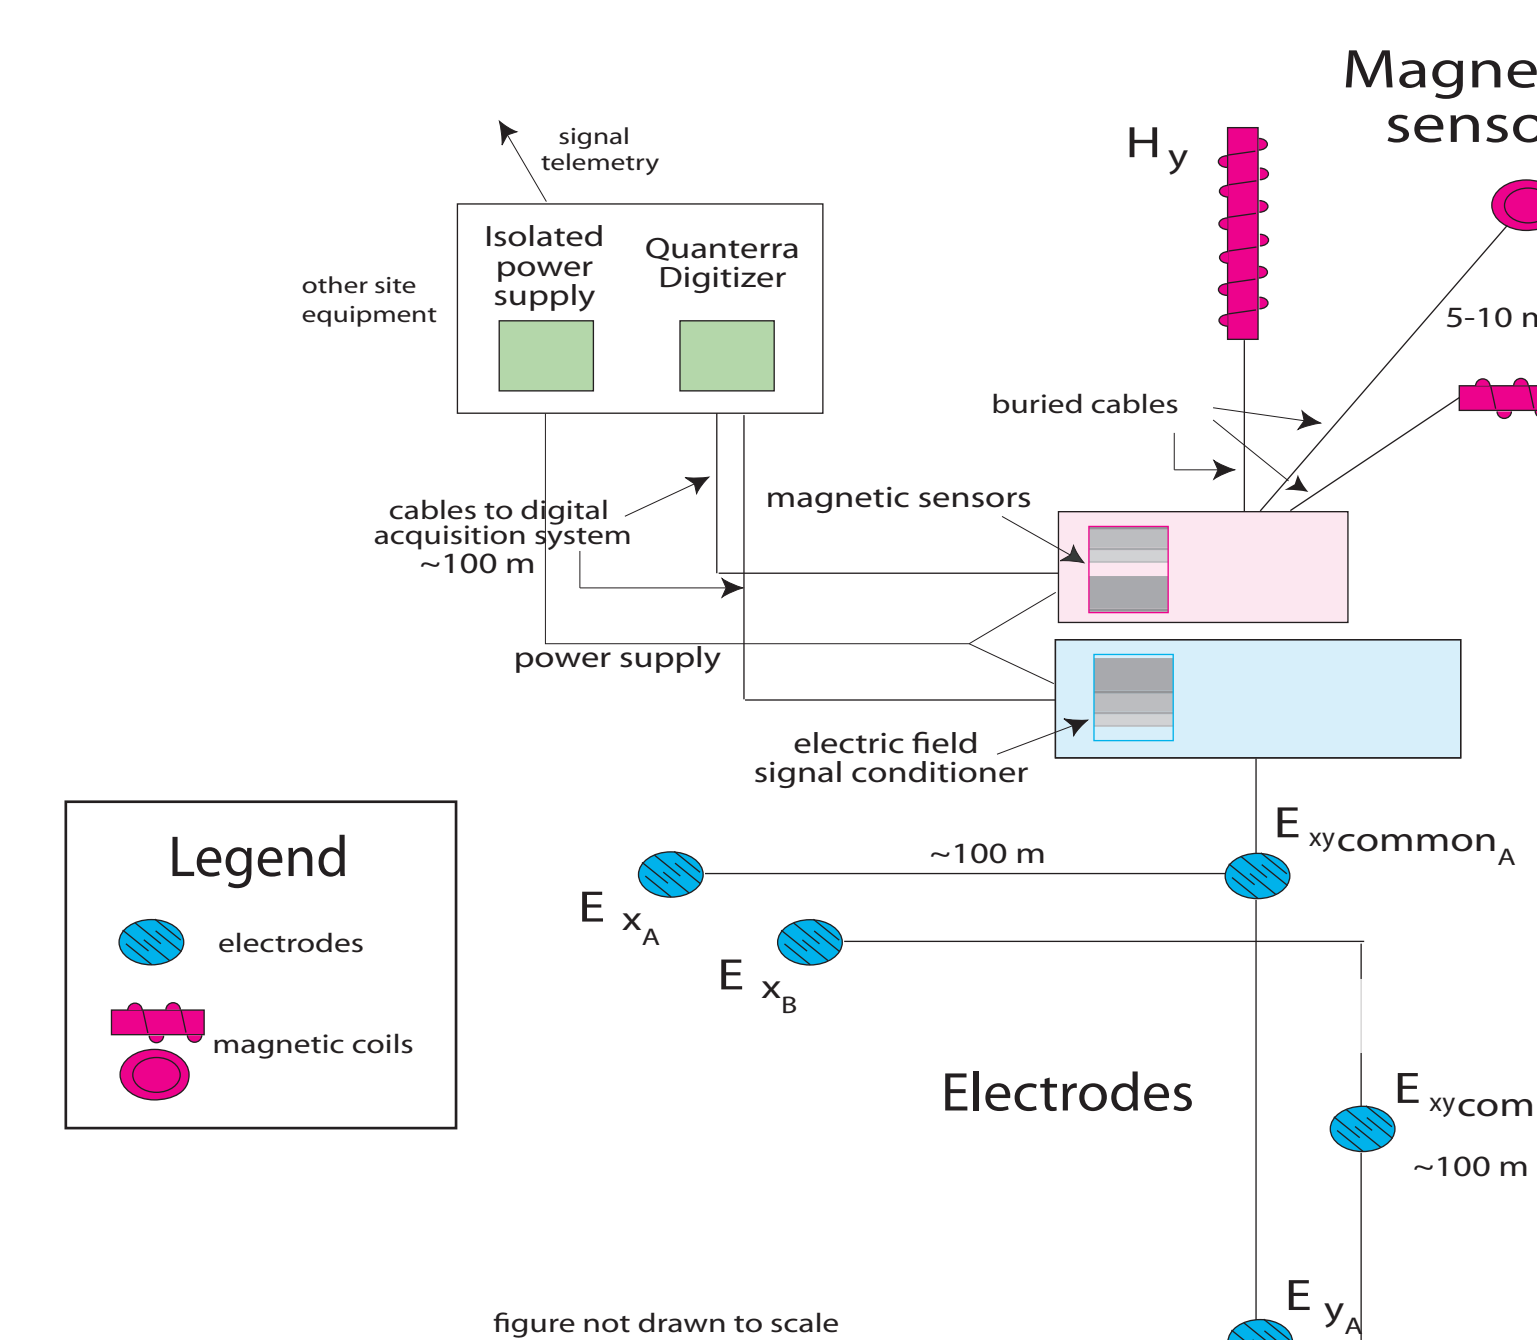 Magne
senso
H y
signal
telemetry
Isolated
power
supply
Quanterra
Digitizer
other site
equipment
5-10 m
buried cables
magnetic sensors
cables to digital
acquisition system
~100 m
power supply
electric field
signal conditioner
Legend
electrodes
magnetic coils
E xycommonA
~100 m
E xA
E xB
Electrodes
E xycom
~100 m
E yA
figure not drawn to scale